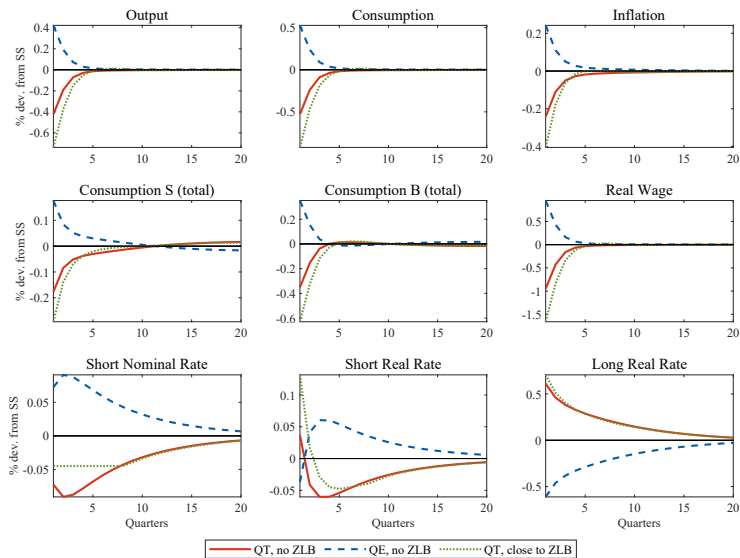 Output Consumption Inflation
% dev. from SS
0.4
0.2
0
-0.2
-0.4
-0.6
5 10 15 20
0.5
0
-0.5
5 10 15 20
0.2
0
-0.2
-0.4
5 10 15 20
Consumption S (total) Consumption B (total) Real Wage
% dev. from SS
0.1
0
-0.1
-0.2
5 10 15 20
0.2
0
-0.2
-0.4
-0.6
5 10 15 20
0.5
0
-0.5
-1
-1.5
5 10 15 20
Short Nominal Rate Short Real Rate Long Real Rate
% dev. from SS
0.05
0
-0.05
5 10 15 20
Quarters
0.1
0.05
0
-0.05
5 10 15 20
Quarters
0.5
0
-0.5
5 10 15 20
Quarters
QT, no ZLB QE, no ZLB QT, close to ZLB